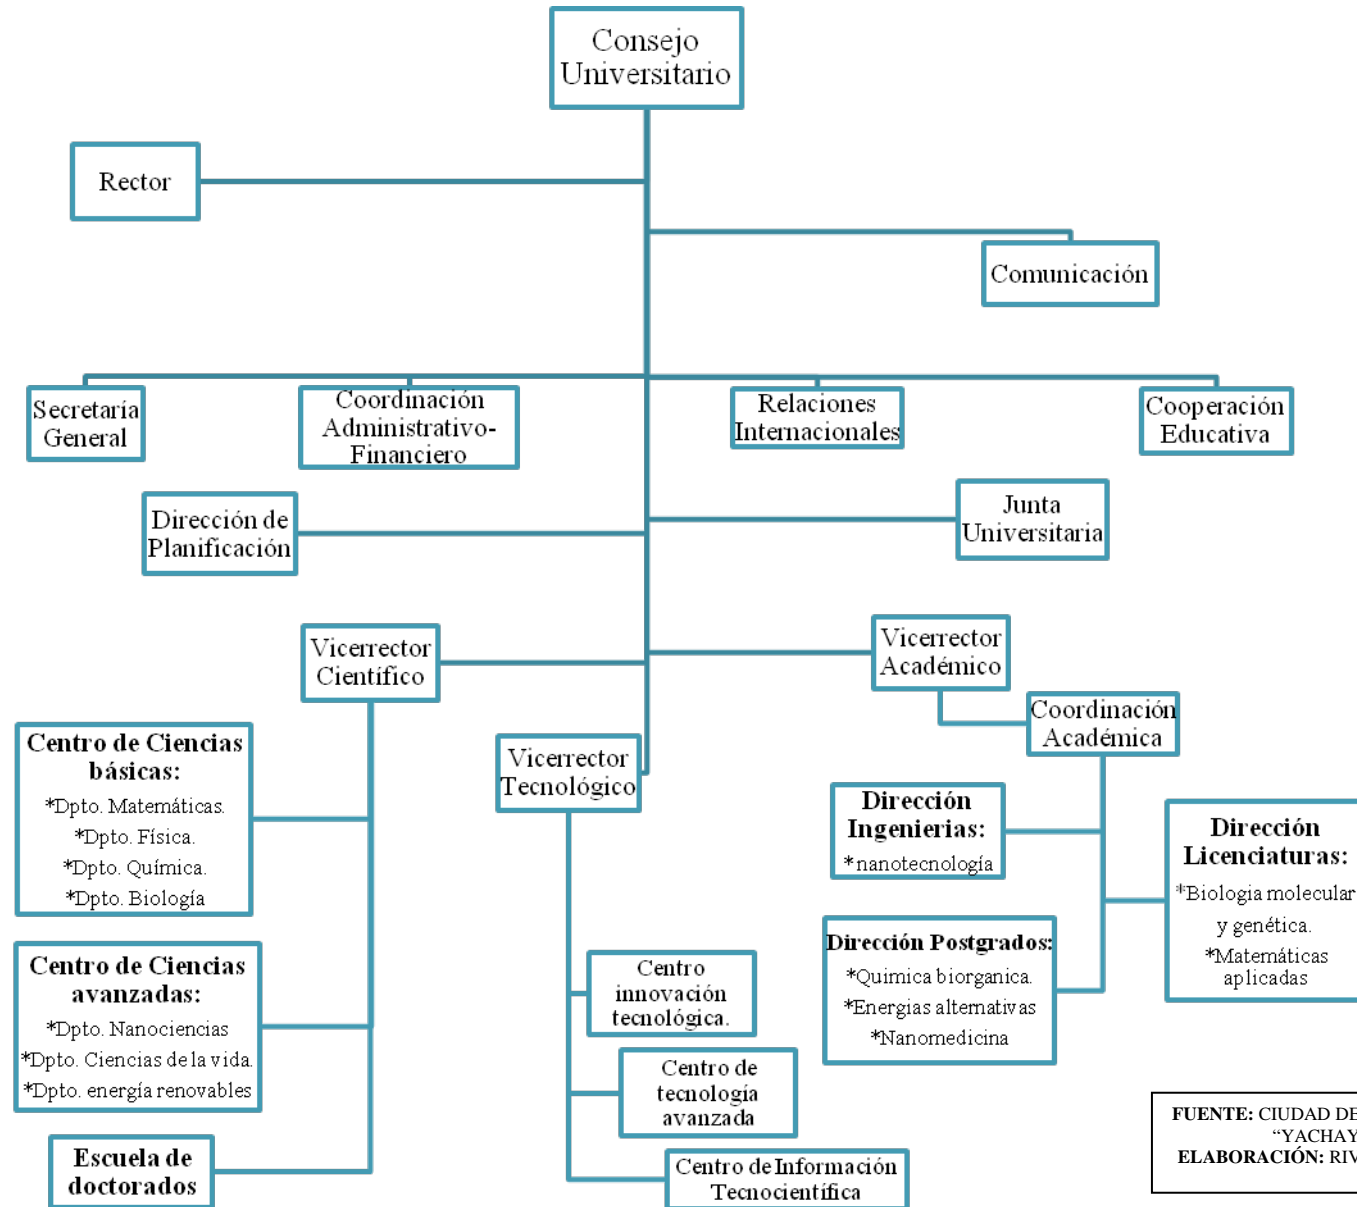 Consejo
Universitario
Rector
Comunicación
Secretaría
General
Coordinación
Administrativo-
Financiero
Relaciones
Internacionales
Cooperación
Educativa
Dirección de
Planificación
Junta
Universitaria
Vicerrector
Científico
Vicerrector
Académico
Coordinación
Académica
Centro de Ciencias
básicas:
*Dpto. Matemáticas.
*Dpto. Física.
*Dpto. Química.
*Dpto. Biología
Vicerrector
Tecnológico
Dirección
Ingenierias:
*nanotecnología
Dirección
Licenciaturas:
*Biologia molecular
y genética.
*Matemáticas
aplicadas
Centro de Ciencias
avanzadas:
*Dpto. Nanociencias
*Dpto. Ciencias de la vida.
*Dpto. energía renovables
Dirección Postgrados:
*Quimica biorganica.
*Energias alternativas
*Nanomedicina
Centro
innovación
tecnológica.
Centro de
tecnología
avanzada
Centro de Información
Tecnocientífica
Escuela de
doctorados
FUENTE: CIUDAD DE
“YACHAY
ELABORACIÓN: RIV